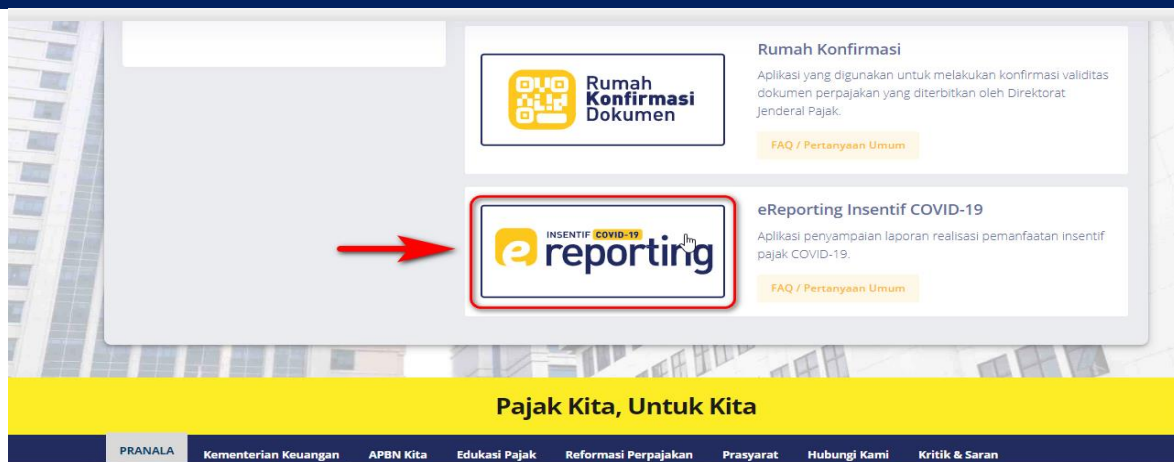 Rumah Konfirmasi Dokumen
Rumah Konfirmasi
Aplikasi yang digunakan untuk melakukan konfirmasi validitas
dokumen perpajakan yang diterbitkan oleh Direktorat
Jenderal Pajak.
FAQ / Pertanyaan Umum
INSENTIF COVID-19
e reporting
eReporting Insentif COVID-19
Aplikasi penyampaian laporan realisasi pemanfaatan insentif
pajak COVID-19.
FAQ / Pertanyaan Umum
Pajak Kita, Untuk Kita
PRANALA Kementerian Keuangan APBN Kita Edukasi Pajak Reformasi Perpajakan Prasyarat Hubungi Kami Kritik & Saran